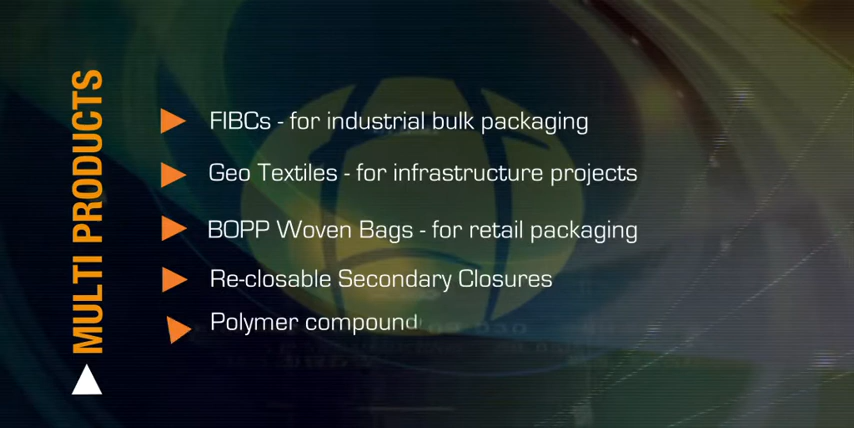 MULTI PRODUCTS
FIBCs - for industrial bulk packaging
Geo Textiles - for infrastructure projects
BOPP Woven Bags - for retail packaging
Re-closable Secondary Closures
Polymer compound